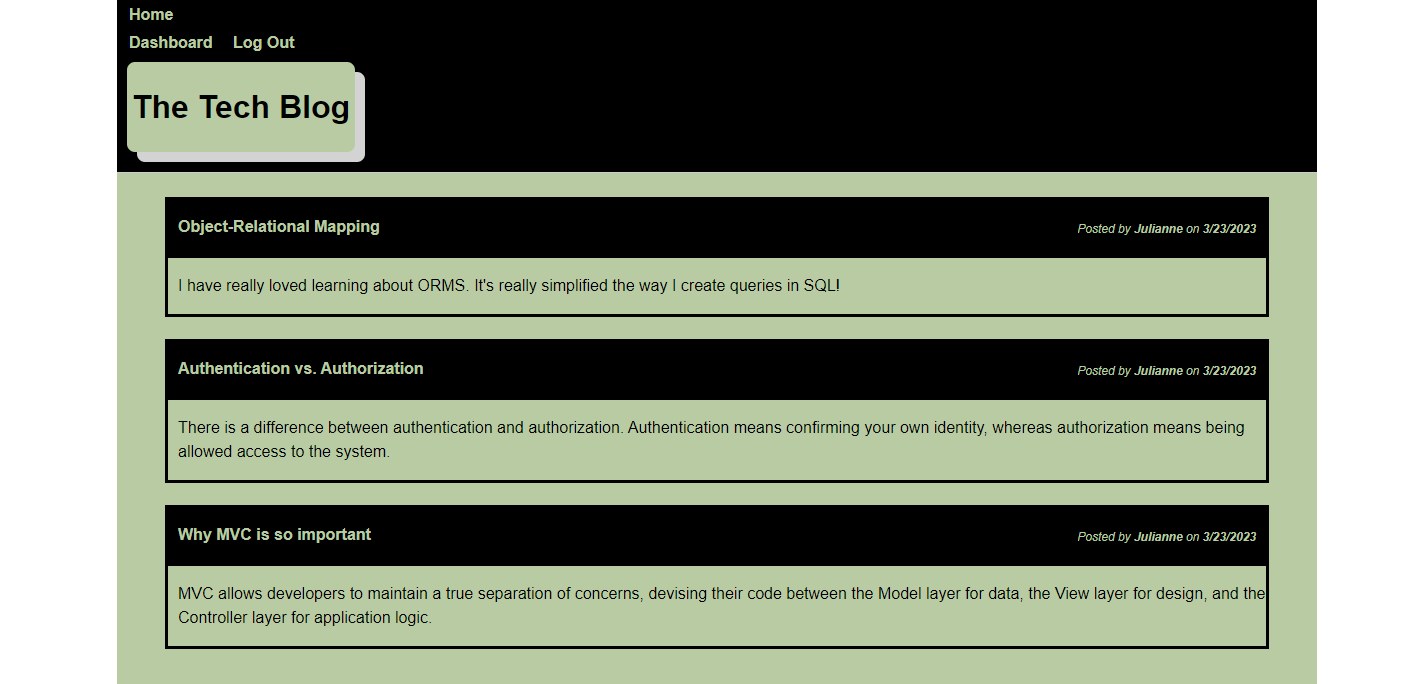 Home
Dashboard Log Out
The Tech Blog
Object-Relational Mapping
Posted by Julianne on 3/23/2023
I have really loved learning about ORMS. It's really simplified the way I create queries in SQL!
Authentication vs. Authorization
Posted by Julianne on 3/23/2023
There is a difference between authentication and authorization. Authentication means confirming your own identity, whereas authorization means being
allowed access to the system.
Why MVC is so important
Posted by Julianne on 3/23/2023
MVC allows developers to maintain a true separation of concerns, devising their code between the Model layer for data, the View layer for design, and the
Controller layer for application logic.